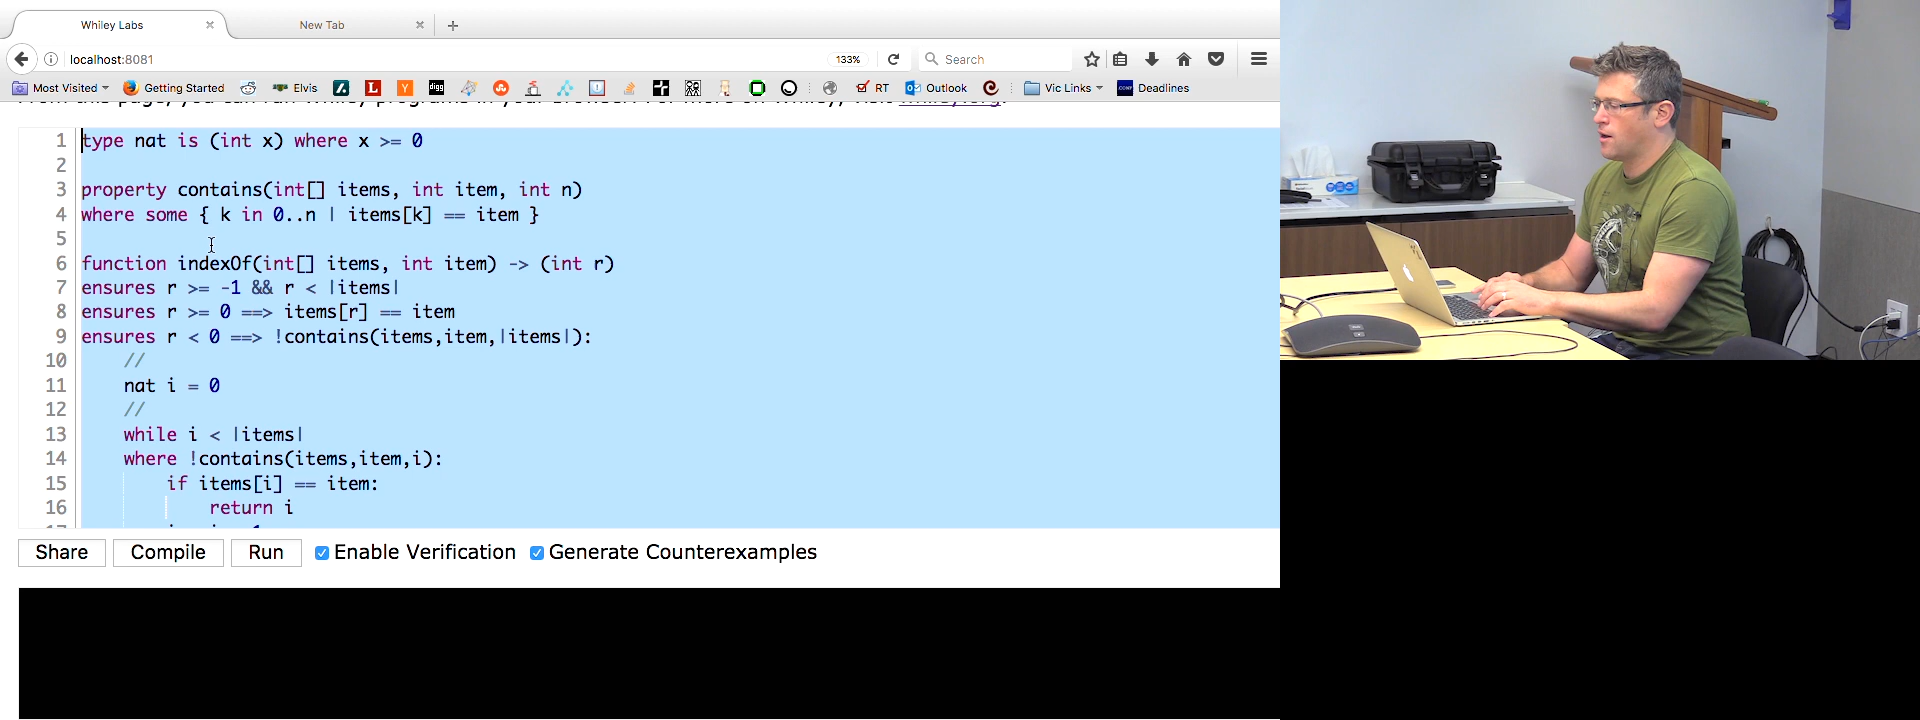 Whiley Labs
New Tab
localhost:8081
133%
Search
Most Visited
Getting Started
Elvis
digg
RT
Outlook
Vic Links
Deadlines
1 type nat is (int x) where x >= 0
2
3 property contains(int[] items, int item, int n)
4 where some { k in 0..n | items[k] == item }
5
6 function indexOf(int[] items, int item) -> (int r)
7 ensures r >= -1 && r < |items|
8 ensures r >= 0 ==> items[r] == item
9 ensures r < 0 ==> !contains(items,item,|items|):
10 //
11 nat i = 0
12 //
13 while i < |items|
14 where !contains(items,item,i):
15 if items[i] == item:
16 return i
Share Compile Run Enable Verification Generate Counterexamples